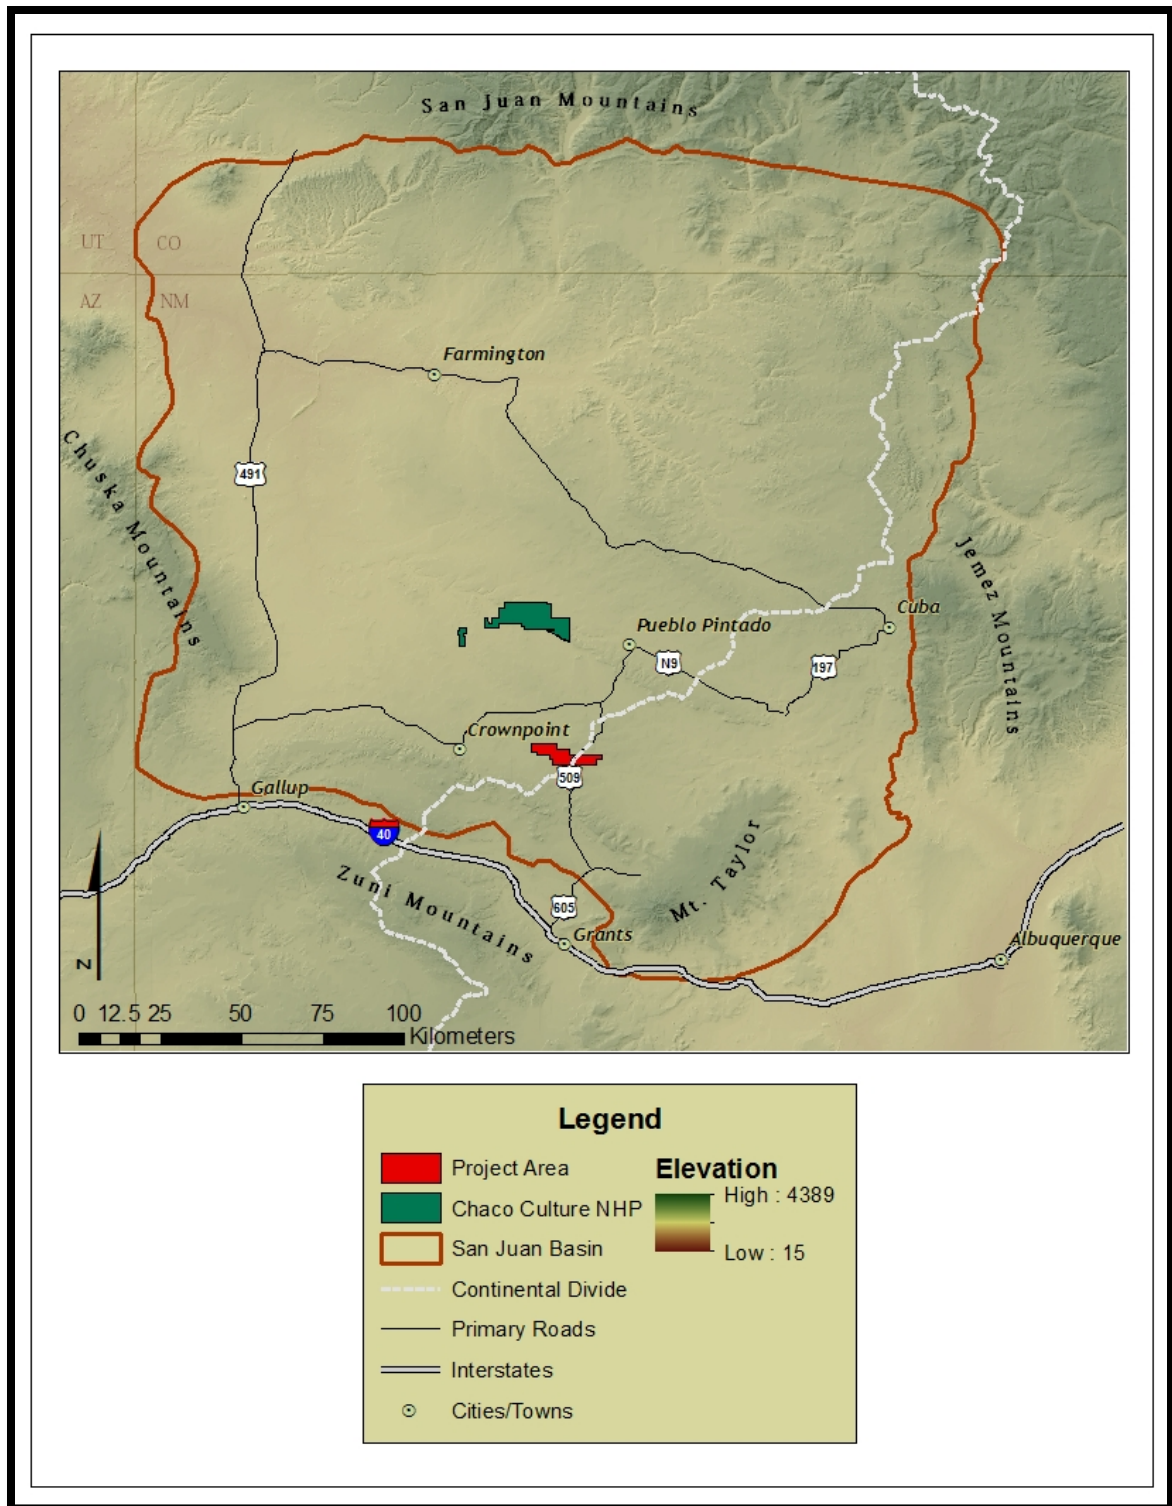 San Juan Mountains
UT CO
AZ NM
Farmington
Chuska Mountains
491
Jemez Mountains
Cuba
Pueblo Pintado
N9
197
Crownpoint
509
Gallup
40
Zuni Mountains
Mt. Taylor
605
Grants
Albuquerque
N
0 12.5 25 50 75 100
Kilometers
Legend
Project Area
Chaco Culture NHP
San Juan Basin
Continental Divide
Primary Roads
Interstates
Cities/Towns
Elevation
High : 4389
Low : 15